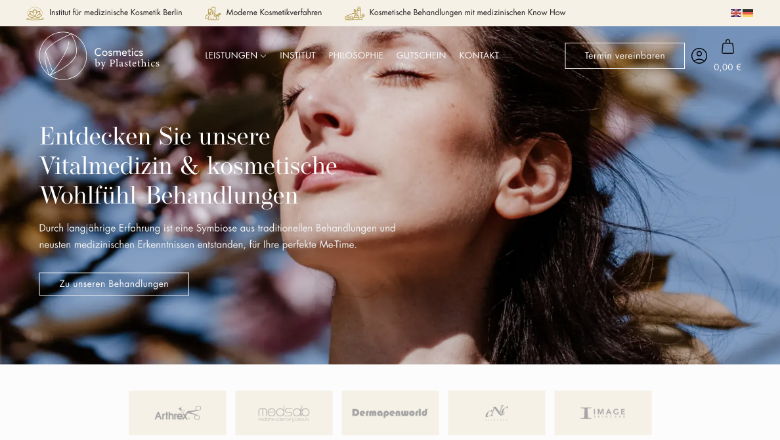 Institut für medizinische Kosmetik Berlin
Moderne Kosmetikverfahren
Kosmetische Behandlungen mit medizinischen Know How
Cosmetics
by Plastethics
LEISTUNGEN
INSTITUT
PHILOSOPHIE
GUTSCHEIN
KONTAKT
Termin vereinbaren
0,00 €
Entdecken Sie unsere
Vitalmedizin & kosmetische
Wohlfühl Behandlungen
Durch langjährige Erfahrung ist eine Symbiose aus traditionellen Behandlungen und
neusten medizinischen Erkenntnissen entstanden, für Ihre perfekte Me-Time.
Zu unseren Behandlungen
Arthrex
medsab
Dermapenworld
cNc
IMAGE